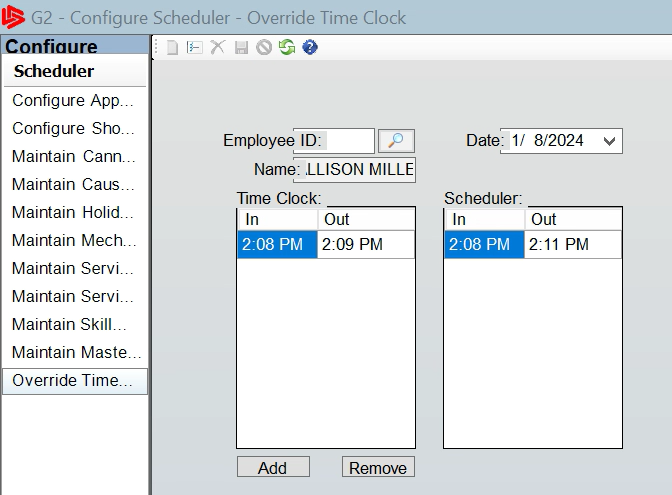 G2 - Configure Scheduler - Override Time Clock
Configure
Scheduler
Configure App...
Configure Sho...
Maintain Cann...
Maintain Caus...
Maintain Holid...
Maintain Mech...
Maintain Servi...
Maintain Servi...
Maintain Skill...
Maintain Maste...
Override Time...
Employee ID:
Date: 1/ 8/2024
Name: LLISON MILLE
Time Clock:
In Out
2:08 PM 2:09 PM
Scheduler:
In Out
2:08 PM 2:11 PM
Add Remove